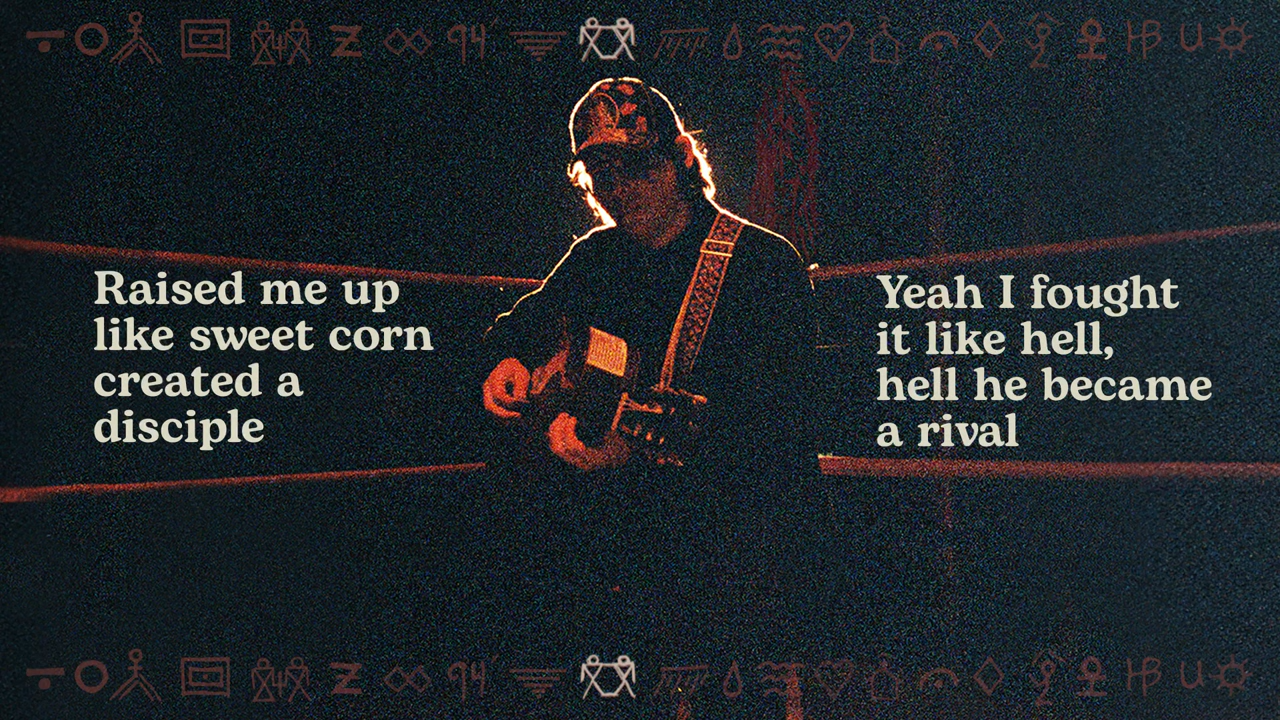 Raised me up
like sweet corn
created a
disciple
Yeah I fought
it like hell,
hell he became
a rival